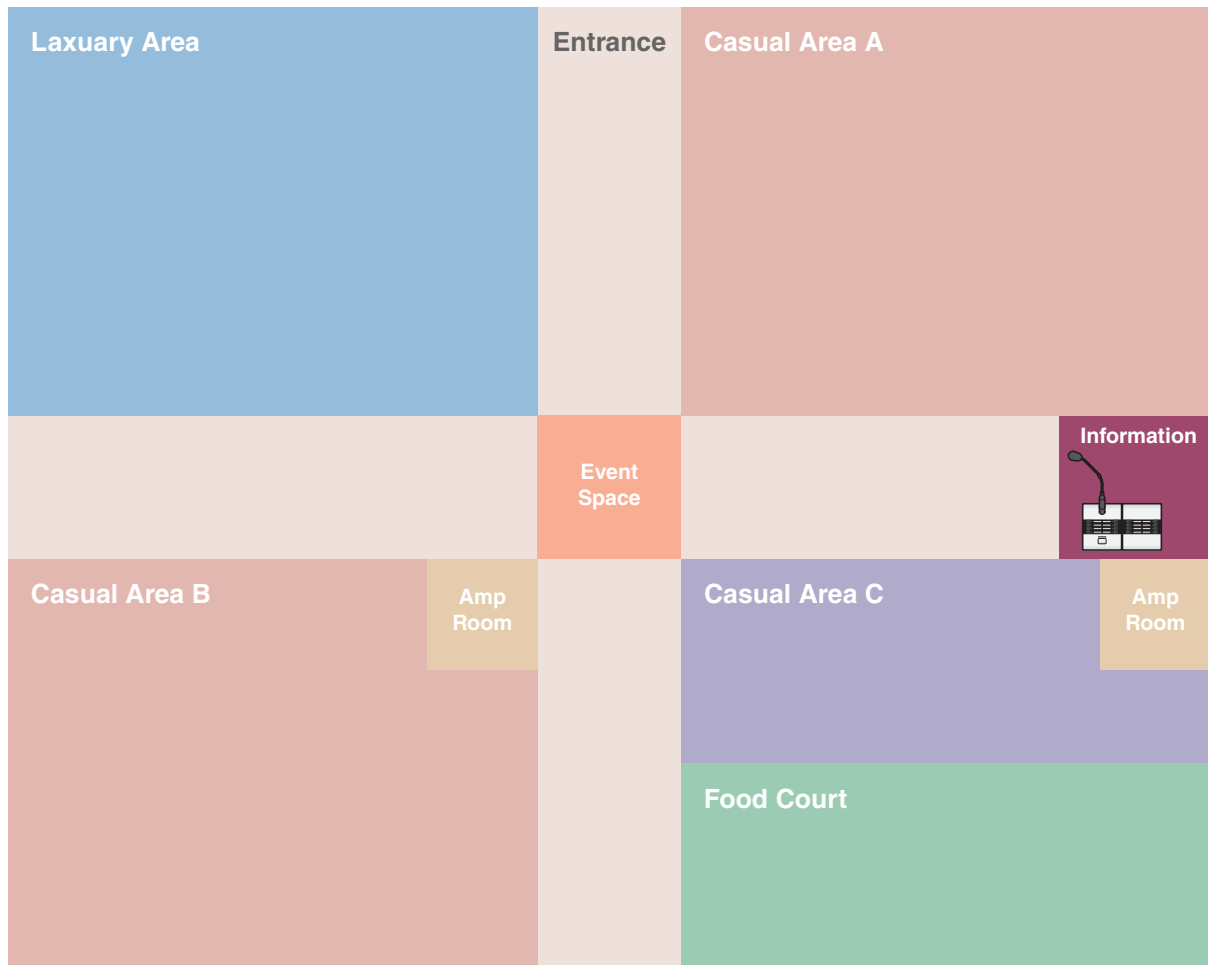 Laxuary Area
Entrance
Casual Area A
Information
Event
Space
Casual Area B
Amp
Room
Casual Area C
Amp
Room
Food Court